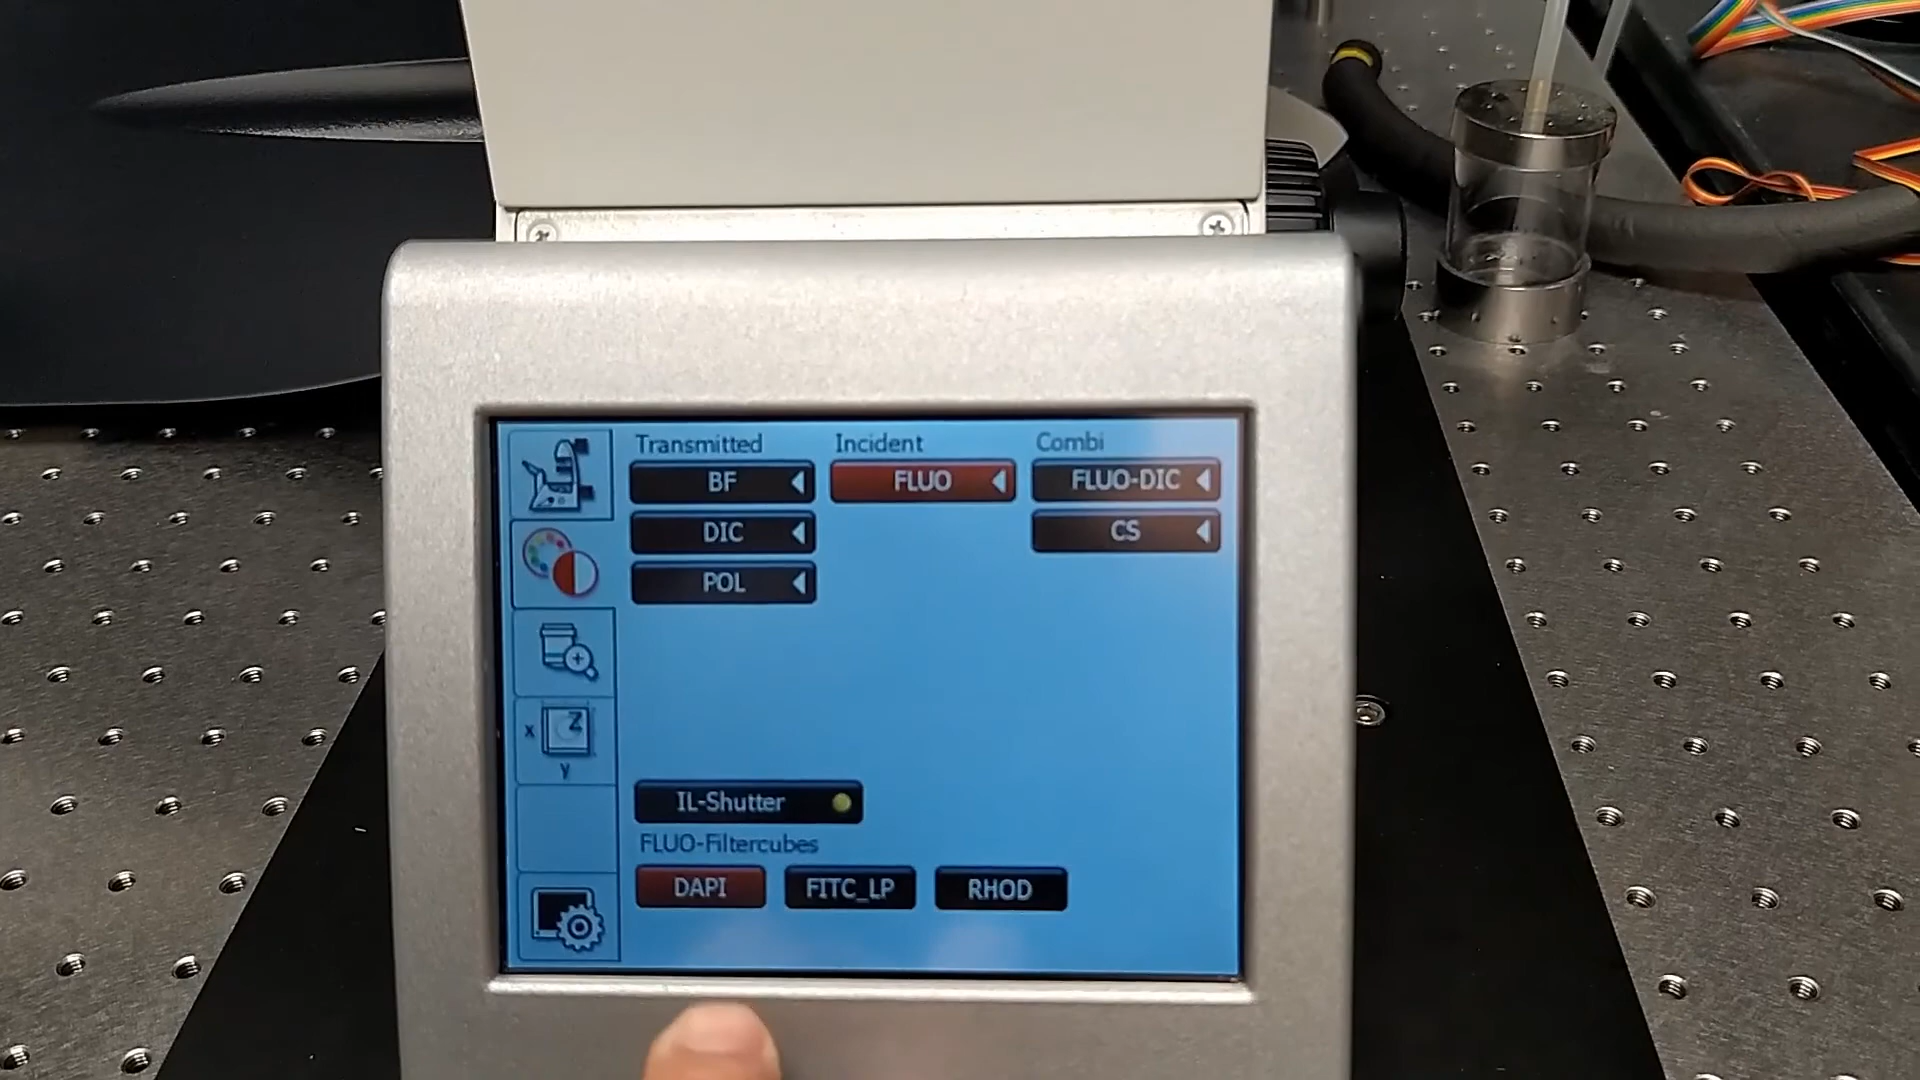 Transmitted Incident Combi
BF FLUO FLUO-DIC
DIC CS
POL
x Z
y
IL-Shutter
FLUO-Filtercubes
DAPI FITC_LP RHOD